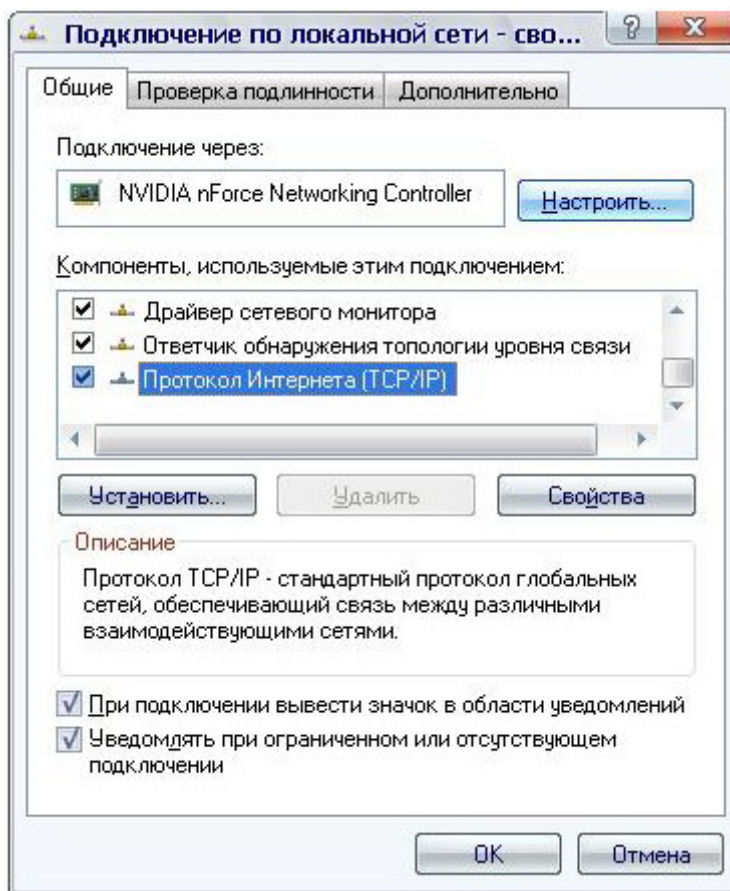 Подключение по локальной сети - сво...
Общие
Проверка подлинности
Дополнительно
Подключение через:
NVIDIA nForce Networking Controller
Настроить...
Компоненты, используемые этим подключением:
Драйвер сетевого монитора
Ответчик обнаружения топологии уровня связи
Протокол Интернета (TCP/IP)
Установить...
Удалить
Свойства
Описание
Протокол TCP/IP - стандартный протокол глобальных
сетей, обеспечивающий связь между различными
взаимодействующими сетями.
При подключении вывести значок в области уведомлений
Уведомлять при ограниченном или отсутствующем
подключении
OK
Отмена